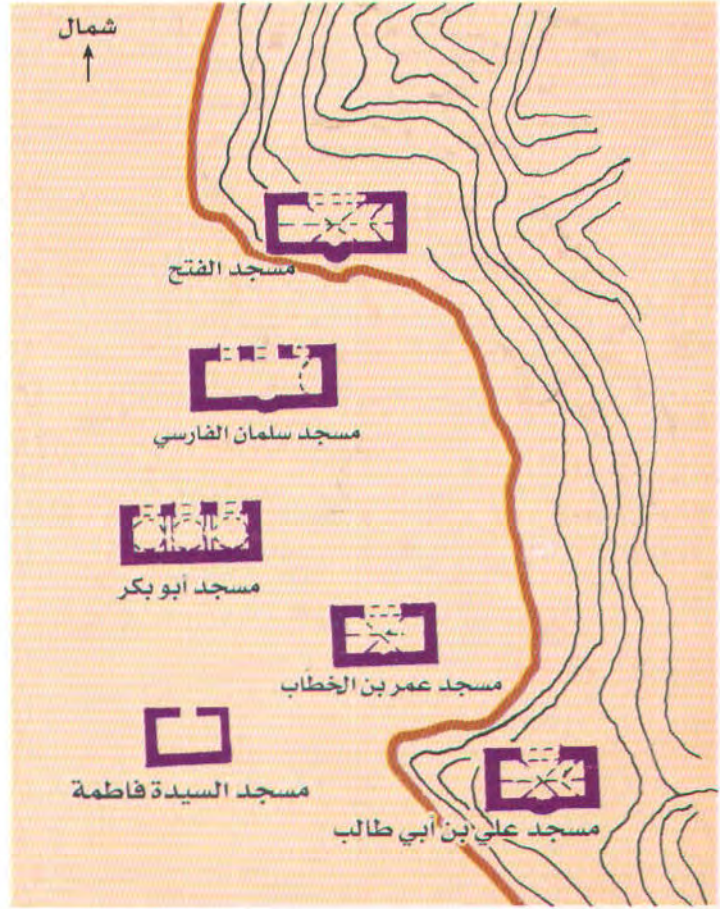 شمال
مسجد الفتح
مسجد سلمان الفارسي
مسجد أبو بكر
مسجد عمر بن الخطاب
مسجد السيدة فاطمة
مسجد علي بن أبي طالب